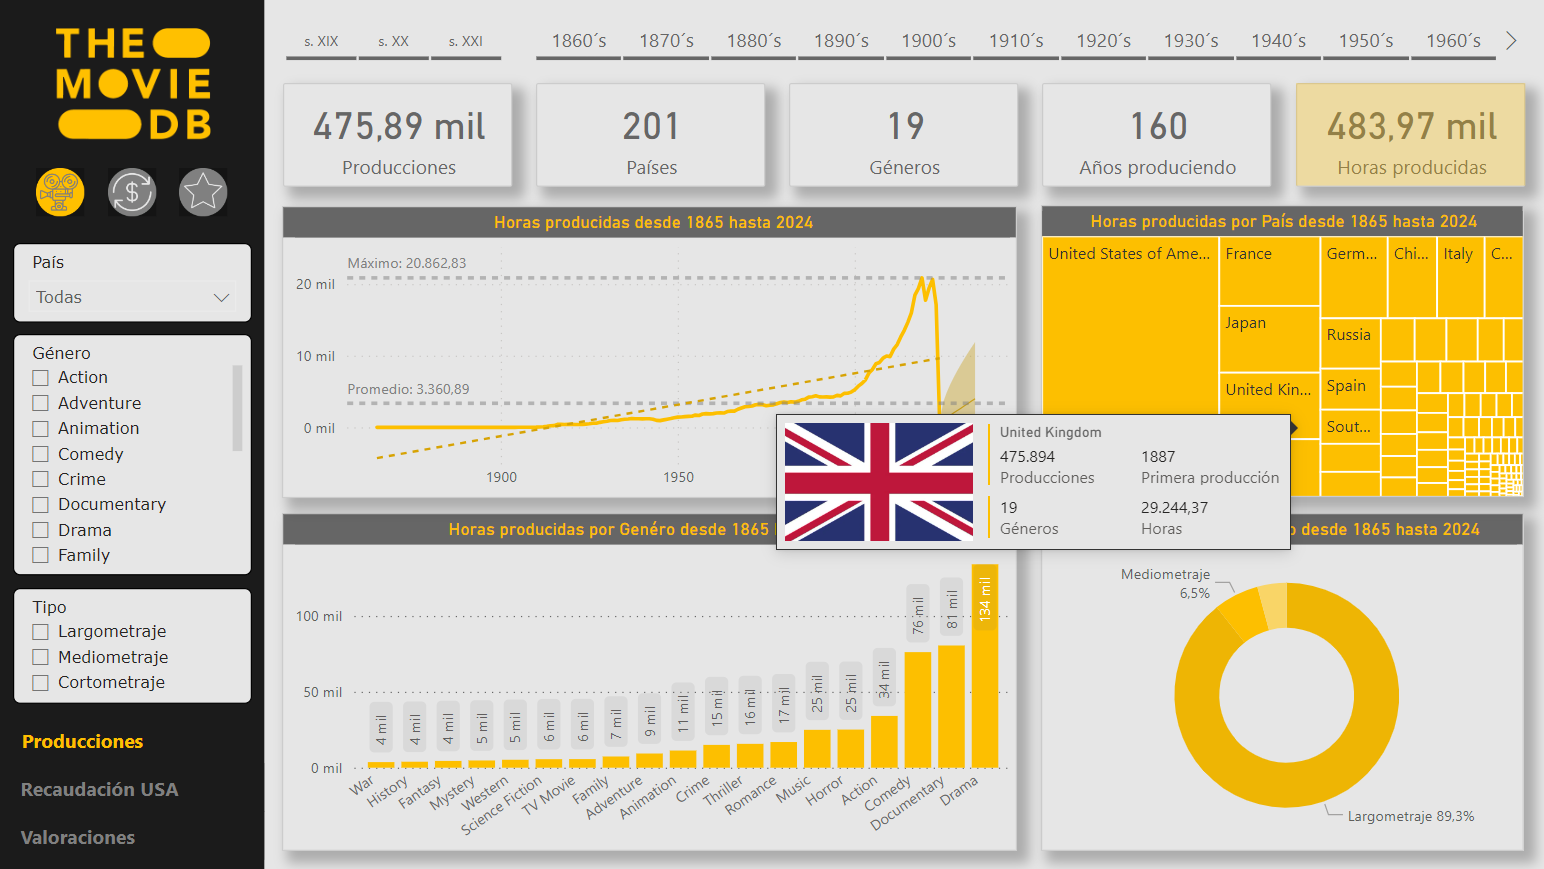 THE
MOVIE
DB
s. XIX
s. XX
s. XXI
1860´s
1870´s
1880´s
1890´s
1900´s
1910´s
1920´s
1930´s
1940´s
1950´s
1960´s
475,89 mil
Producciones
201
Países
19
Géneros
160
Años produciendo
483,97 mil
Horas producidas
$
País
Todas
Género
Action
Adventure
Animation
Comedy
Crime
Documentary
Drama
Family
Tipo
Largometraje
Mediometraje
Cortometraje
Producciones
Recaudación USA
Valoraciones
Horas producidas desde 1865 hasta 2024
Máximo: 20.862,83
20 mil
10 mil
Promedio: 3.360,89
0 mil
1900
1950
Horas producidas por País desde 1865 hasta 2024
United States of Ame...
France
Japan
United Kin...
Germ...
Chi...
Italy
C...
Russia
Spain
Sout...
United Kingdom
475.894
Producciones
1887
Primera producción
19
Géneros
29.244,37
Horas
Horas producidas por Genéro desde 1865
100 mil
50 mil
0 mil
4 mil
4 mil
4 mil
5 mil
5 mil
6 mil
6 mil
7 mil
9 mil
11 mil
15 mil
16 mil
17 mil
25 mil
25 mil
34 mil
76 mil
81 mil
134 mil
War
History
Fantasy
Mystery
Western
Science Fiction
TV Movie
Family
Adventure
Animation
Crime
Thriller
Romance
Music
Horror
Action
Comedy
Documentary
Drama
desde 1865 hasta 2024
Mediometraje
6,5%
Largometraje 89,3%